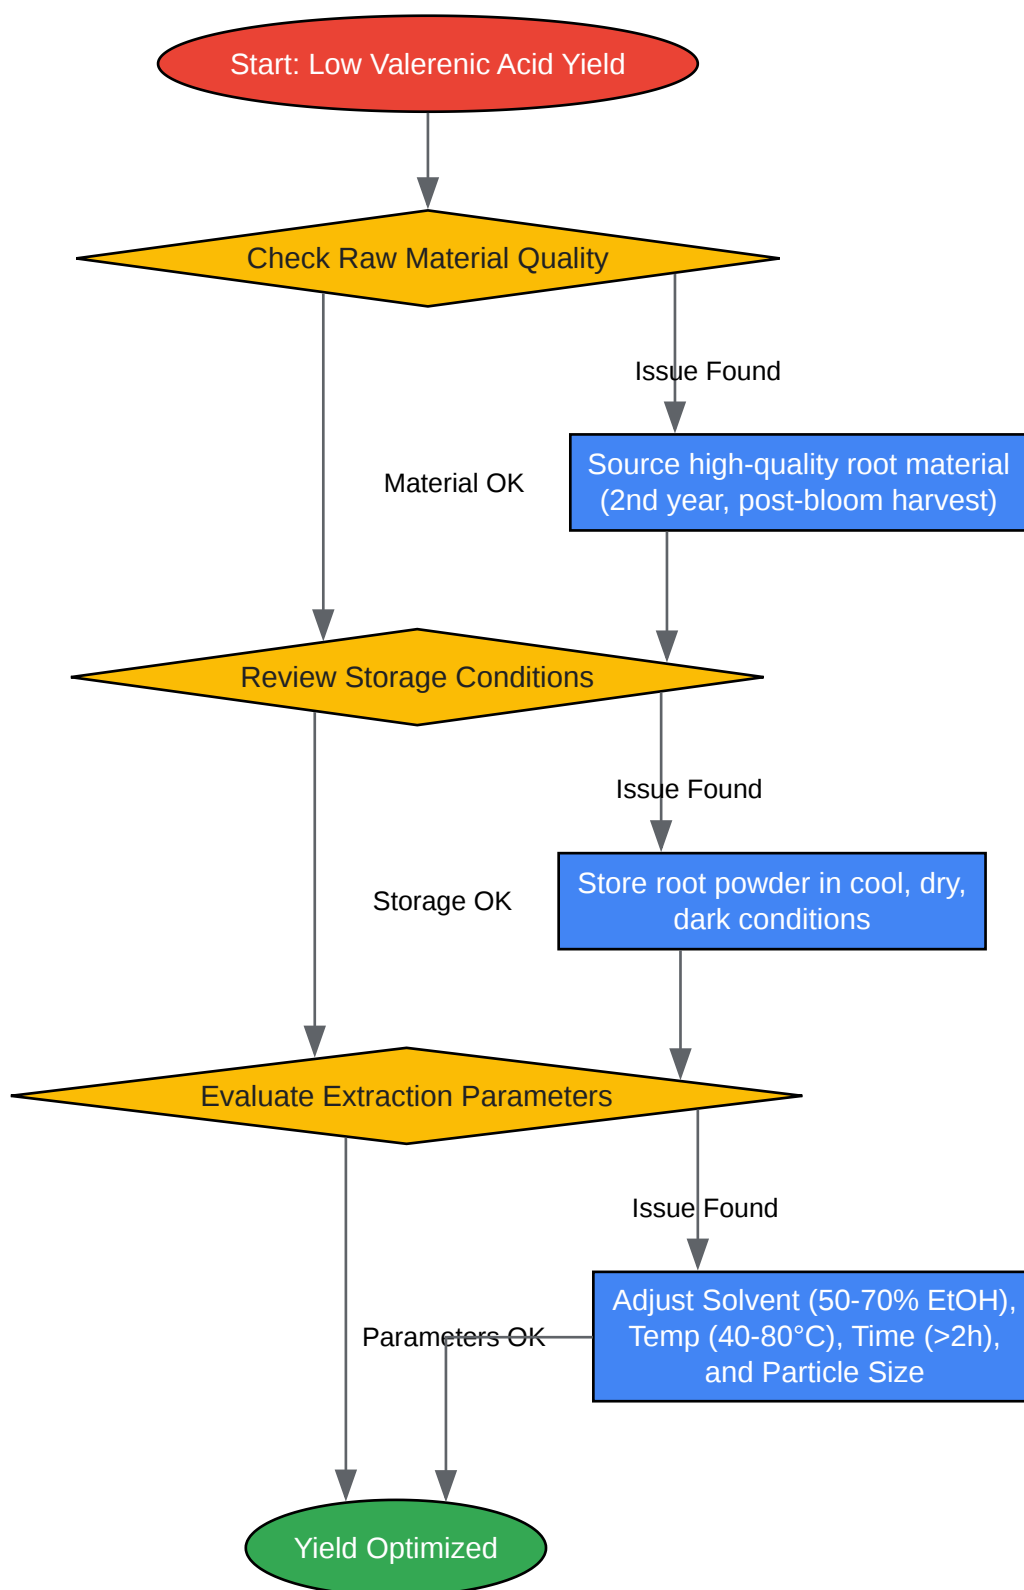 Start: Low Valerenic Acid Yield
Check Raw Material Quality
Issue Found
Source high-quality root material
(2nd year, post-bloom harvest)
Material OK
Review Storage Conditions
Issue Found
Store root powder in cool, dry,
dark conditions
Storage OK
Evaluate Extraction Parameters
Issue Found
Adjust Solvent (50-70% EtOH),
Temp (40-80°C), Time (>2h),
and Particle Size
Parameters OK
Yield Optimized